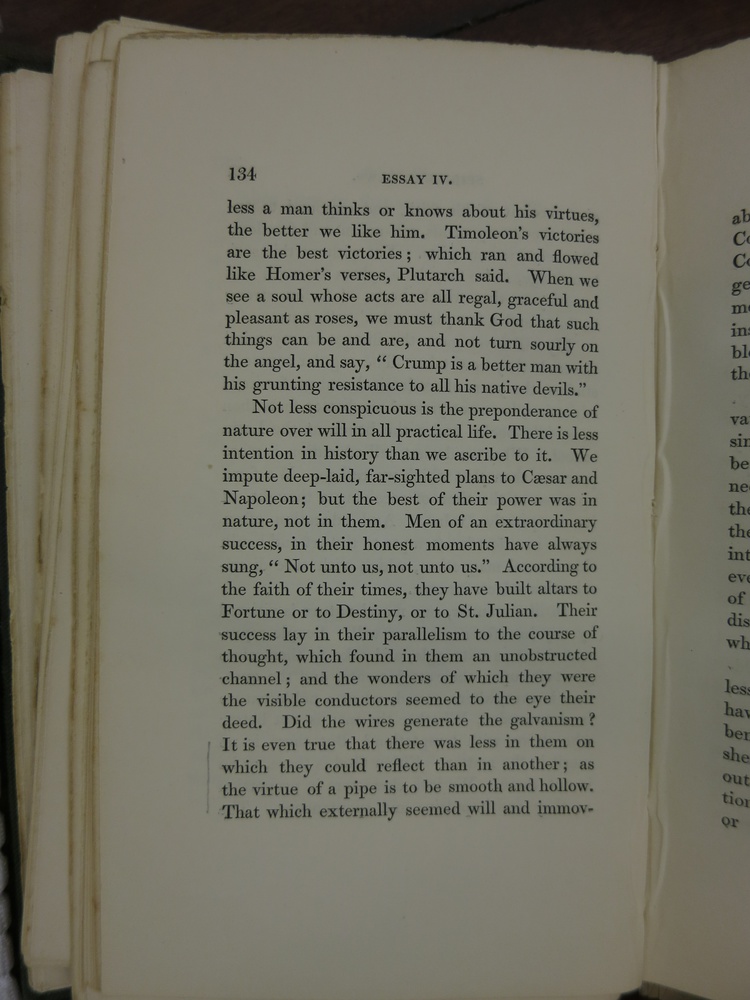 134 ESSAY IV.
less a man thinks or knows about his virtues,
the better we like him. Timoleon's victories
are the best victories; which ran and flowed
like Homer's verses, Plutarch said. When we
see a soul whose acts are all regal, graceful and
pleasant as roses, we must thank God that such
things can be and are, and not turn sourly on
the angel, and say, “ Crump is a better man with
his grunting resistance to all his native devils.”
Not less conspicuous is the preponderance of
nature over will in all practical life. There is less
intention in history than we ascribe to it. We
impute deep-laid, far-sighted plans to Cæsar and
Napoleon; but the best of their power was in
nature, not in them. Men of an extraordinary
success, in their honest moments have always
sung, “ Not unto us, not unto us.” According to
the faith of their times, they have built altars to
Fortune or to Destiny, or to St. Julian. Their
success lay in their parallelism to the course of
thought, which found in them an unobstructed
channel; and the wonders of which they were
the visible conductors seemed to the eye their
deed. Did the wires generate the galvanism?
It is even true that there was less in them on
which they could reflect than in another; as
the virtue of a pipe is to be smooth and hollow.
That which externally seemed will and immov-
ab
Co
Co
ge
mo
ins
bl
the
va
sin
be
ne
the
the
int
eve
of
dis
wh
less
hav
ben
she
out
tion
or